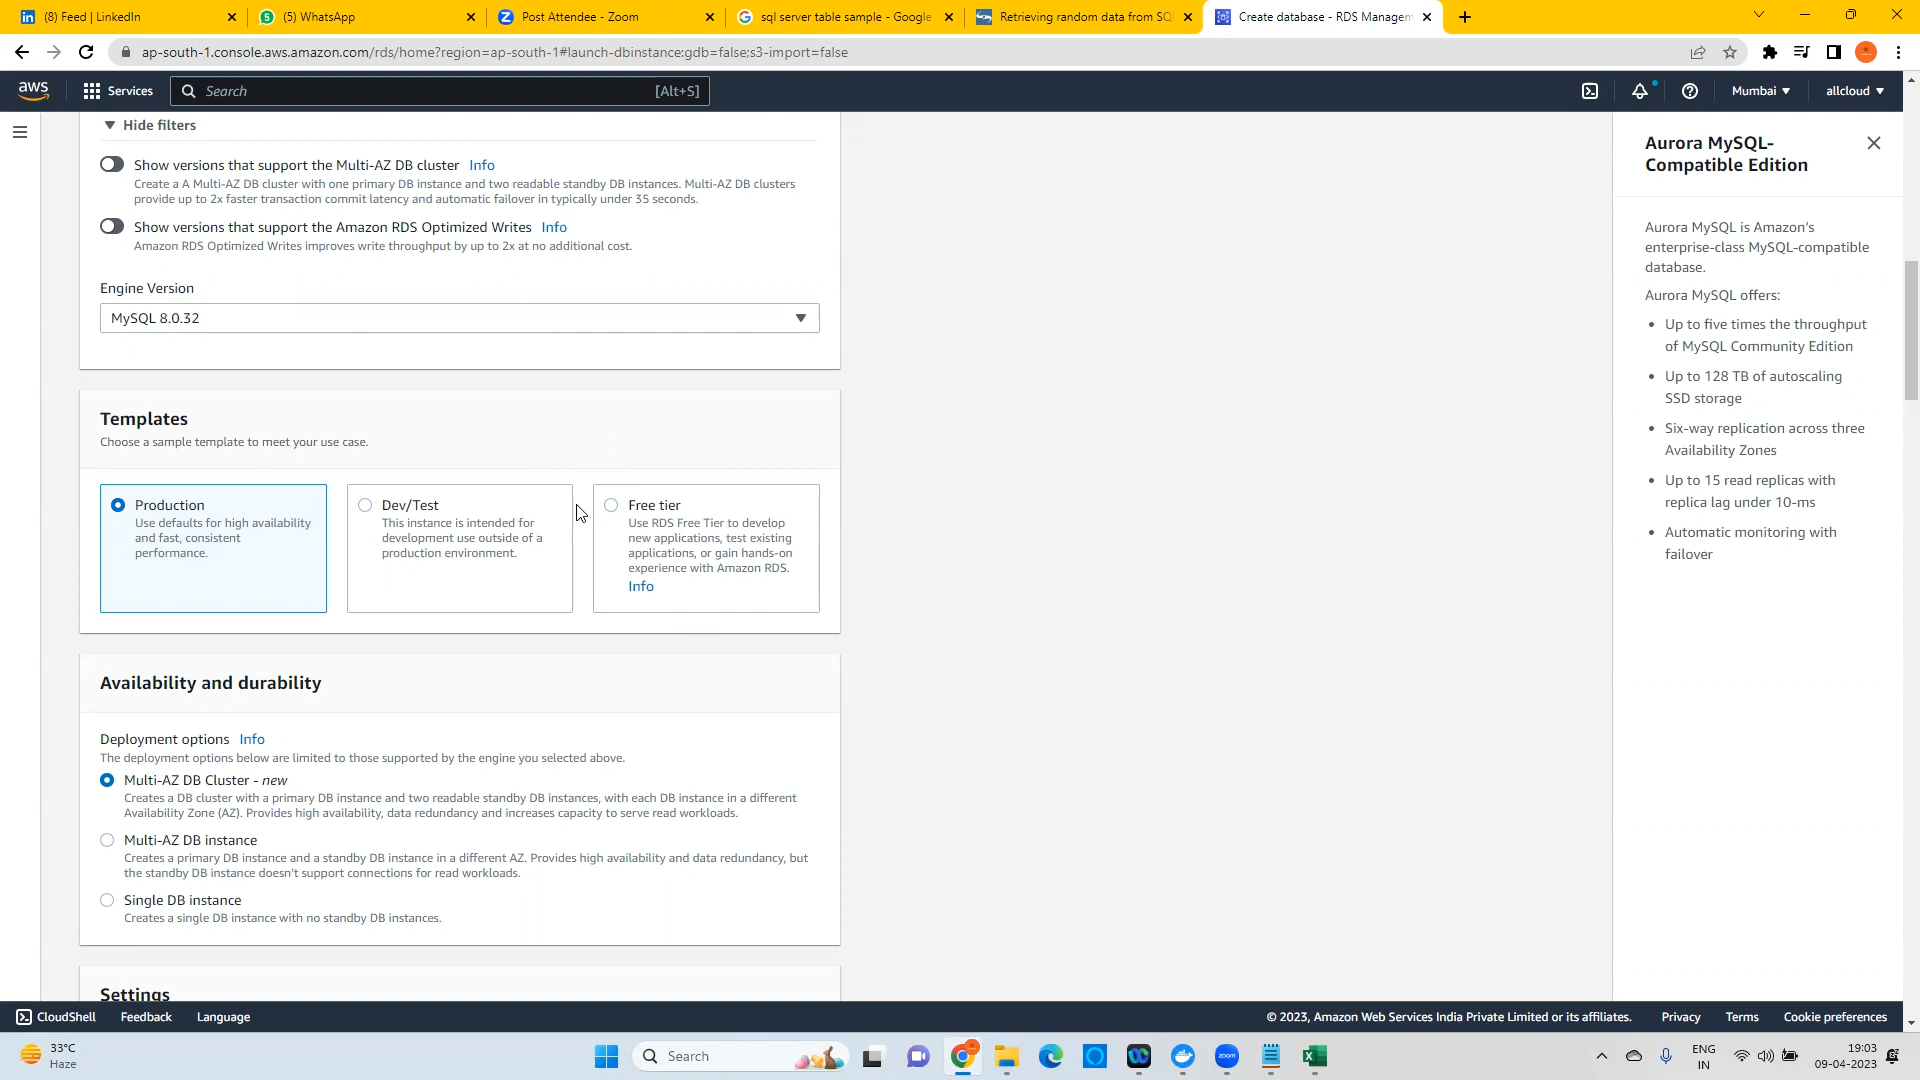 (8) Feed | LinkedIn
(5) WhatsApp
Post Attendee - Zoom
sql server table sample - Google
Retrieving random data from SQ
Create database - RDS Managem
ap-south-1.console.aws.amazon.com/rds/home?region=ap-south-1#launch-dbinstance:gdb=false;s3-import=false
aws
Services
Search
[Alt+S]
Mumbai
allcloud
Hide filters
Show versions that support the Multi-AZ DB cluster Info
Create a A Multi-AZ DB cluster with one primary DB instance and two readable standby DB instances. Multi-AZ DB clusters
provide up to 2x faster transaction commit latency and automatic failover in typically under 35 seconds.
Show versions that support the Amazon RDS Optimized Writes Info
Amazon RDS Optimized Writes improves write throughput by up to 2x at no additional cost.
Engine Version
MySQL 8.0.32
Templates
Choose a sample template to meet your use case.
Production
Use defaults for high availability
and fast, consistent
performance.
Dev/Test
This instance is intended for
development use outside of a
production environment.
Free tier
Use RDS Free Tier to develop
new applications, test existing
applications, or gain hands-on
experience with Amazon RDS.
Info
Availability and durability
Deployment options Info
The deployment options below are limited to those supported by the engine you selected above.
Multi-AZ DB Cluster - new
Creates a DB cluster with a primary DB instance and two readable standby DB instances, with each DB instance in a different
Availability Zone (AZ). Provides high availability, data redundancy and increases capacity to serve read workloads.
Multi-AZ DB instance
Creates a primary DB instance and a standby DB instance in a different AZ. Provides high availability and data redundancy, but
the standby DB instance doesn't support connections for read workloads.
Single DB instance
Creates a single DB instance with no standby DB instances.
Settings
Aurora MySQL-
Compatible Edition
Aurora MySQL is Amazon's
enterprise-class MySQL-compatible
database.
Aurora MySQL offers:
• Up to five times the throughput
of MySQL Community Edition
• Up to 128 TB of autoscaling
SSD storage
• Six-way replication across three
Availability Zones
• Up to 15 read replicas with
replica lag under 10-ms
• Automatic monitoring with
failover
CloudShell
Feedback
Language
© 2023, Amazon Web Services India Private Limited or its affiliates.
Privacy
Terms
Cookie preferences
33°C
Haze
Search
zoom
ENG
IN
19:03
09-04-2023